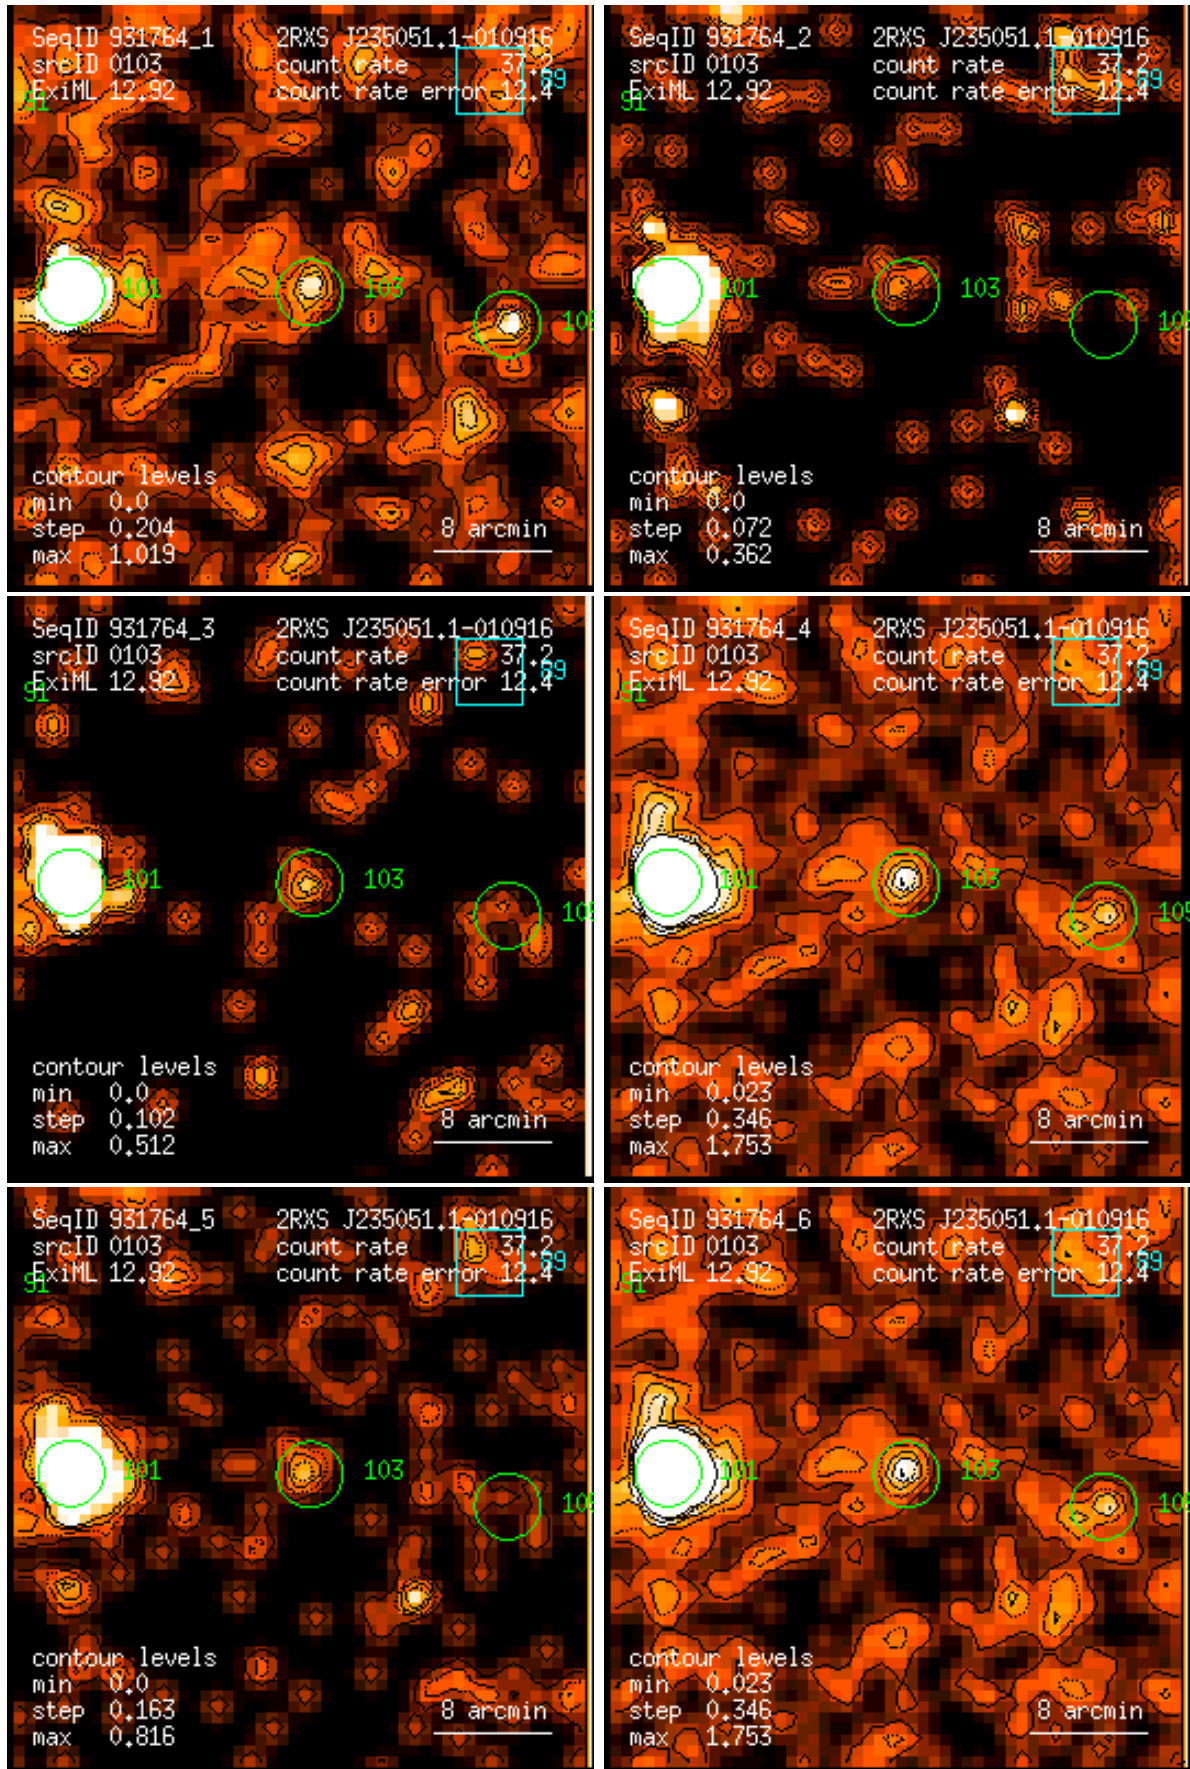 SeqID 931764_1 2RXS J235051.1-010916
srcID 0103 count rate 37.2
ExiML 12.92 count rate error 12.4
91 89
101 103 105
contour levels
min 0.0
step 0.204
max 1.019
8 arcmin
SeqID 931764_2 2RXS J235051.1-010916
srcID 0103 count rate 37.2
ExiML 12.92 count rate error 12.4
91 89
101 103 105
contour levels
min 0.0
step 0.072
max 0.362
8 arcmin
SeqID 931764_3 2RXS J235051.1-010916
srcID 0103 count rate 37.2
ExiML 12.92 count rate error 12.4
91 89
101 103 105
contour levels
min 0.0
step 0.102
max 0.512
8 arcmin
SeqID 931764_4 2RXS J235051.1-010916
srcID 0103 count rate 37.2
ExiML 12.92 count rate error 12.4
91 89
101 103 105
contour levels
min 0.023
step 0.346
max 1.753
8 arcmin
SeqID 931764_5 2RXS J235051.1-010916
srcID 0103 count rate 37.2
ExiML 12.92 count rate error 12.4
91 89
101 103 105
contour levels
min 0.0
step 0.163
max 0.816
8 arcmin
SeqID 931764_6 2RXS J235051.1-010916
srcID 0103 count rate 37.2
ExiML 12.92 count rate error 12.4
91 89
101 103 105
contour levels
min 0.023
step 0.346
max 1.753
8 arcmin